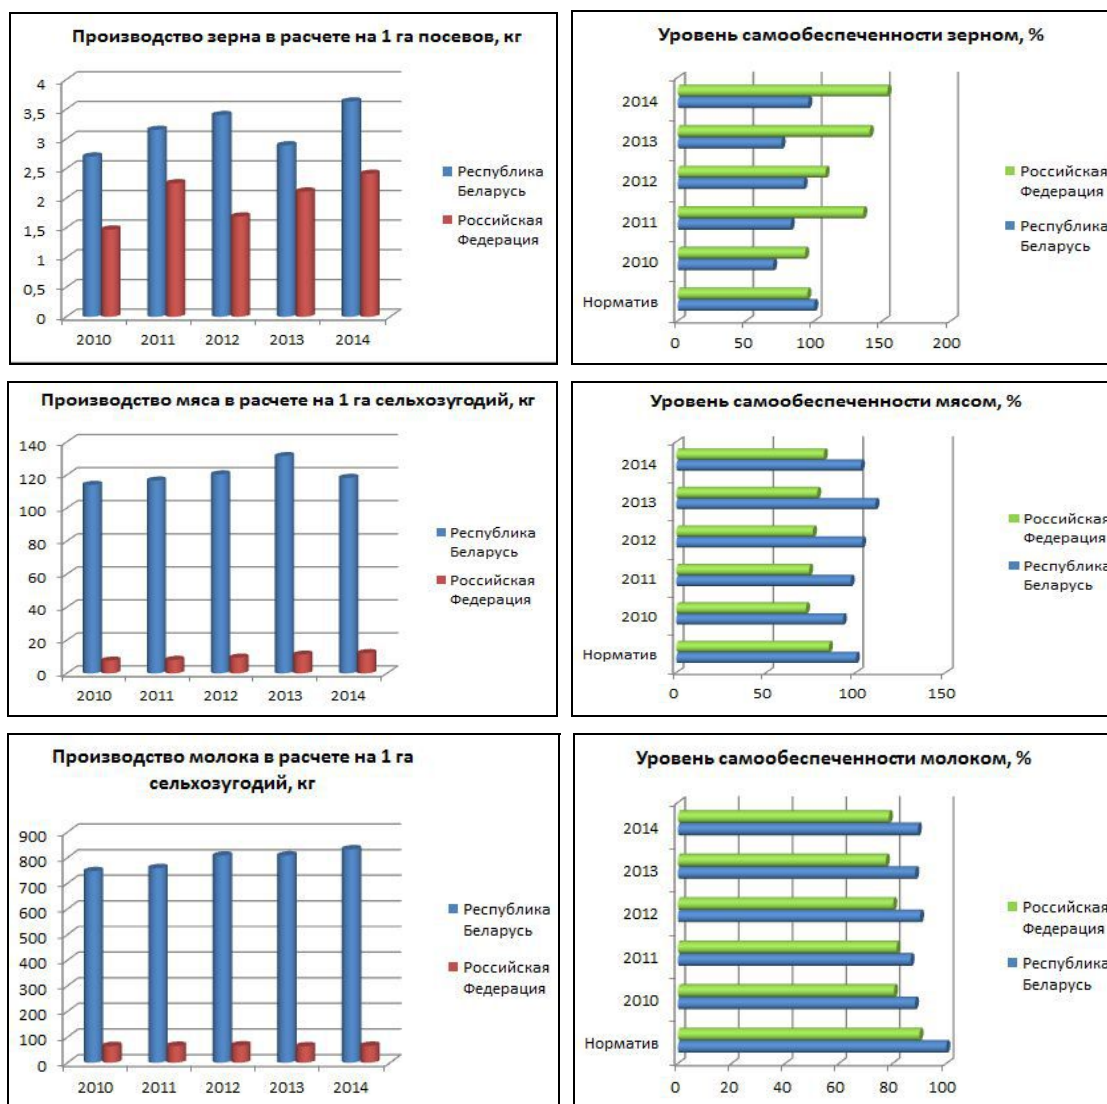 Производство зерна в расчете на 1 га посевов, кг
4
3,5
3
2,5
2
1,5
1
0,5
0
2010 2011 2012 2013 2014
Республика
Беларусь
Российская
Федерация
Уровень самообеспеченности зерном, %
2014
2013
2012
2011
2010
Норматив
0 50 100 150 200
Российская
Федерация
Республика
Беларусь
Производство мяса в расчете на 1 га сельхозугодий, кг
140
120
100
80
60
40
20
0
2010 2011 2012 2013 2014
Республика
Беларусь
Российская
Федерация
Уровень самообеспеченности мясом, %
2014
2013
2012
2011
2010
Норматив
0 50 100 150
Российская
Федерация
Республика
Беларусь
Производство молока в расчете на 1 га
сельхозугодий, кг
900
800
700
600
500
400
300
200
100
0
2010 2011 2012 2013 2014
Республика
Беларусь
Российская
Федерация
Уровень самообеспеченности молоком, %
2014
2013
2012
2011
2010
Норматив
0 20 40 60 80 100
Российская
Федерация
Республика
Беларусь